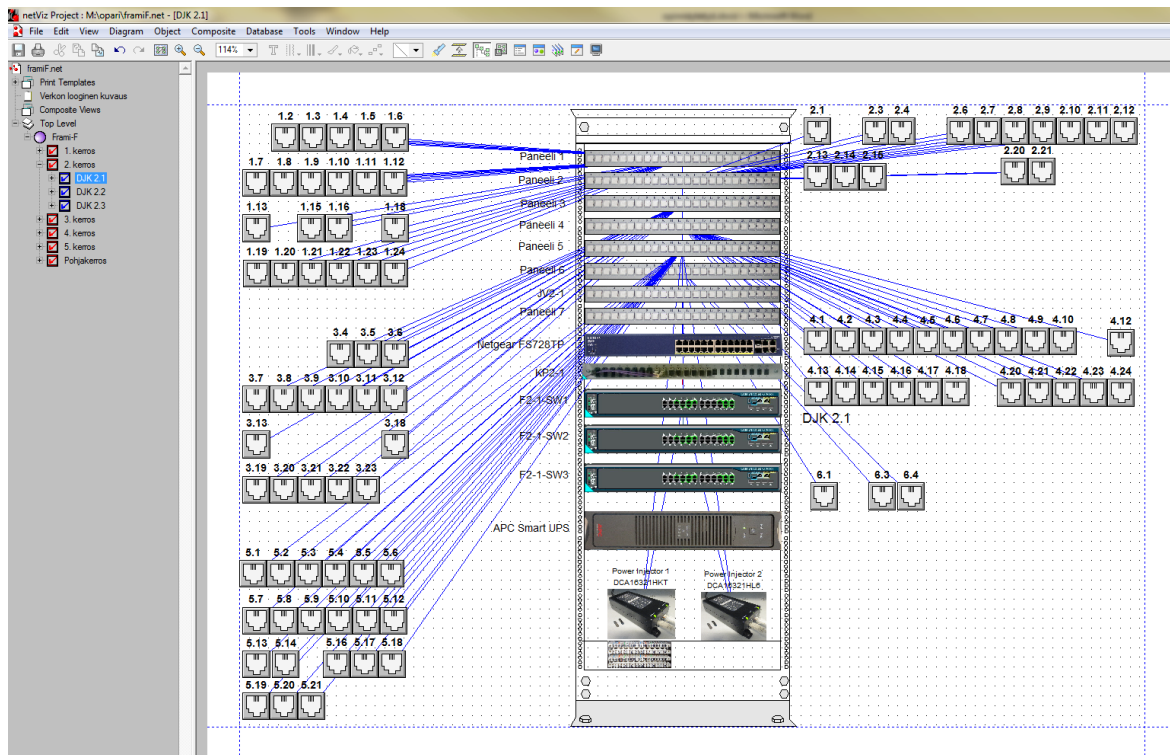 netViz Project : M:\opari\framiF.net - [DJK 2.1]
File Edit View Diagram Object Composite Database Tools Window Help
114%
framiF.net
Print Templates
Verkon looginen kuvaus
Composite Views
Top Level
Frami-F
1. kerros
2. kerros
DJK 2.1
DJK 2.2
DJK 2.3
3. kerros
4. kerros
5. kerros
Pohjakerros
1.2 1.3 1.4 1.5 1.6
1.7 1.8 1.9 1.10 1.11 1.12
1.13 1.15 1.16 1.18
1.19 1.20 1.21 1.22 1.23 1.24
3.4 3.5 3.6
3.7 3.8 3.9 3.10 3.11 3.12
3.13 3.18
3.19 3.20 3.21 3.22 3.23
5.1 5.2 5.3 5.4 5.5 5.6
5.7 5.8 5.9 5.10 5.11 5.12
5.13 5.14 5.16 5.17 5.18
5.19 5.20 5.21
Paneeli 1
Paneeli 2
Paneeli 3
Paneeli 4
Paneeli 5
Paneeli 6
JV2-1
Paneeli 7
Netgear FS728TP
KP2-1
F2-1-SW1
F2-1-SW2
F2-1-SW3
APC Smart UPS
Power Injector 1
DCA16321HKT
Power Injector 2
DCA16321HL6
2.1 2.3 2.4 2.6 2.7 2.8 2.9 2.10 2.11 2.12
2.13 2.14 2.15 2.20 2.21
4.1 4.2 4.3 4.4 4.5 4.6 4.7 4.8 4.9 4.10 4.12
4.13 4.14 4.15 4.16 4.17 4.18 4.20 4.21 4.22 4.23 4.24
DJK 2.1
6.1 6.3 6.4